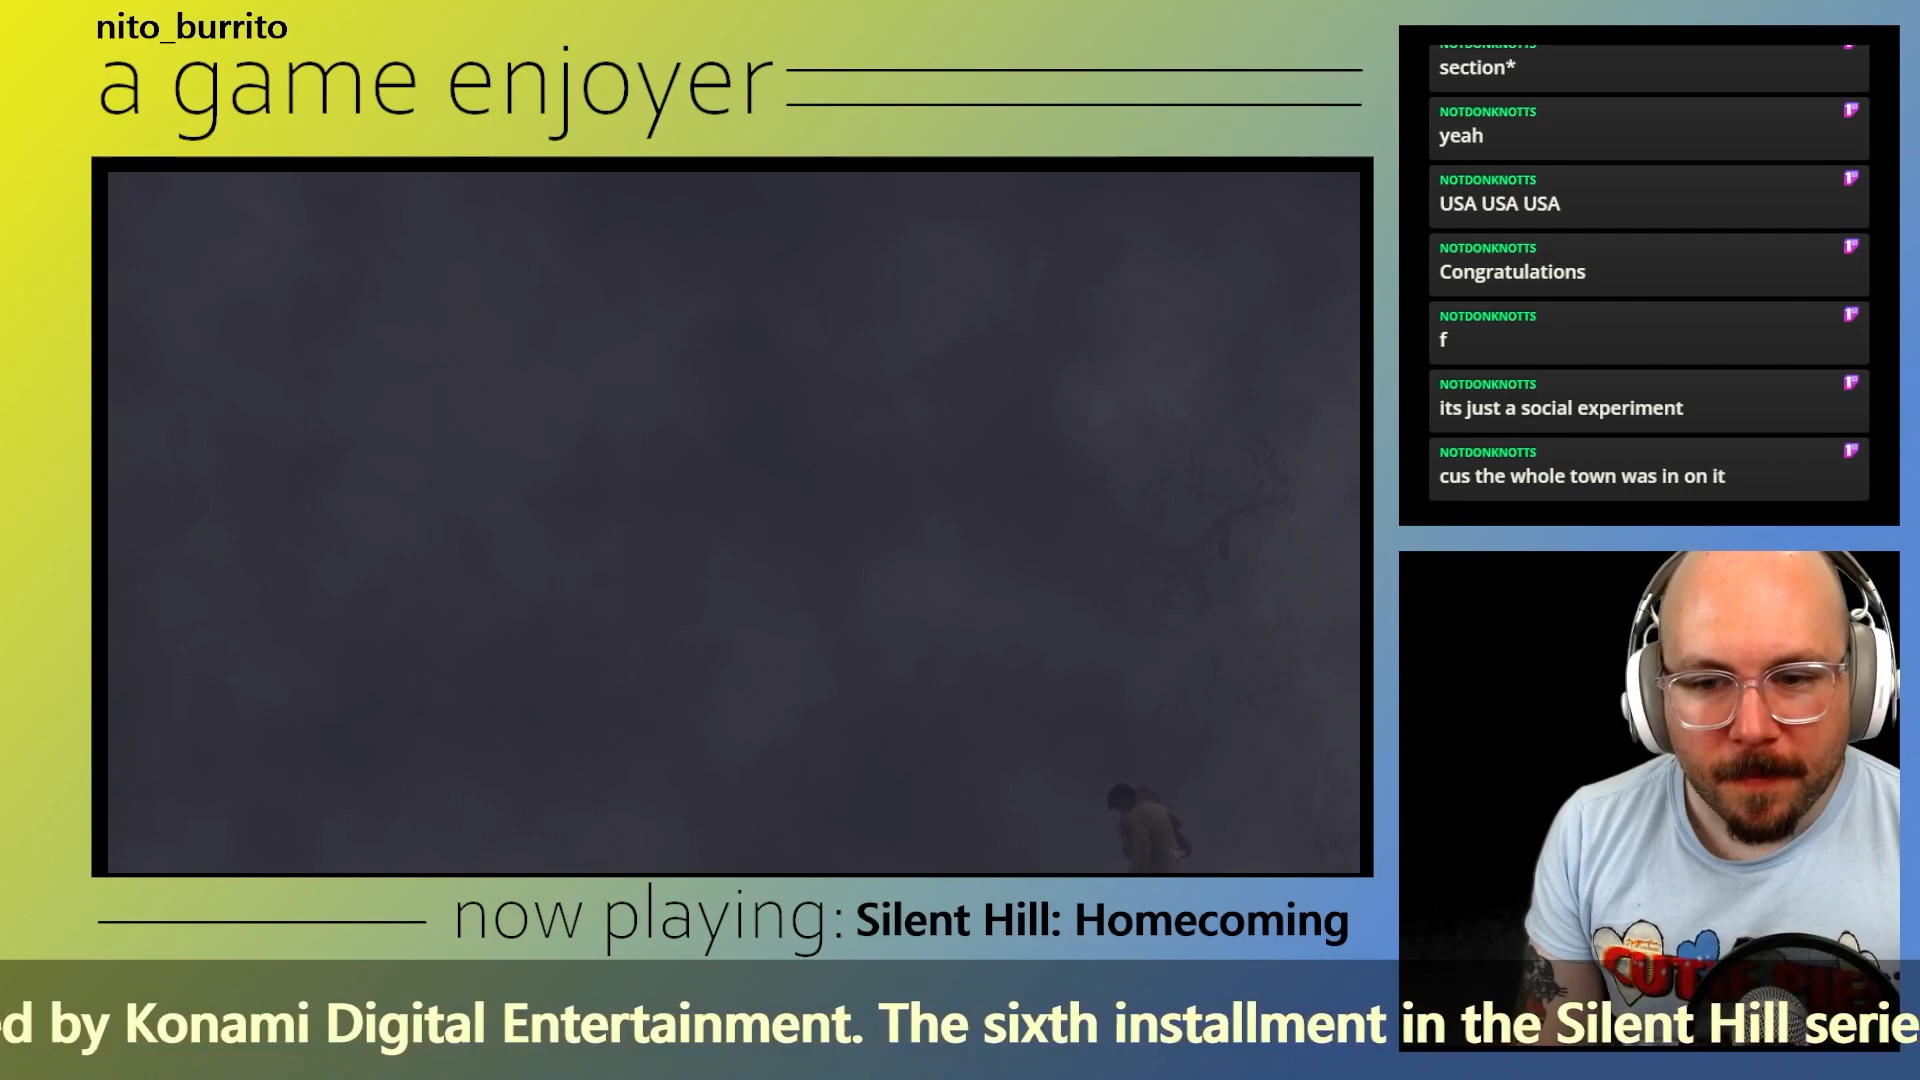 nito_burrito
a game enjoyer
NOTDONKNOTTS
section*
NOTDONKNOTTS
yeah
NOTDONKNOTTS
USA USA USA
NOTDONKNOTTS
Congratulations
NOTDONKNOTTS
f
NOTDONKNOTTS
its just a social experiment
NOTDONKNOTTS
cus the whole town was in on it
now playing: Silent Hill: Homecoming
ed by Konami Digital Entertainment. The sixth installment in the Silent Hill serie